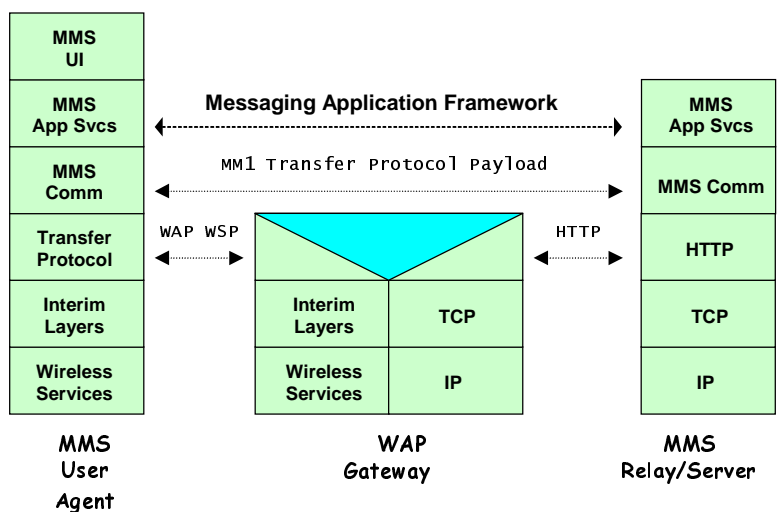 MMS
UI
MMS
App Svcs
Messaging Application Framework
MMS
App Svcs
MMS
Comm
MM1 Transfer Protocol Payload
MMS Comm
Transfer
Protocol
WAP WSP
HTTP
HTTP
Interim
Layers
Interim
Layers
TCP
TCP
Wireless
Services
Wireless
Services
IP
IP
MMS
User
Agent
WAP
Gateway
MMS
Relay/Server